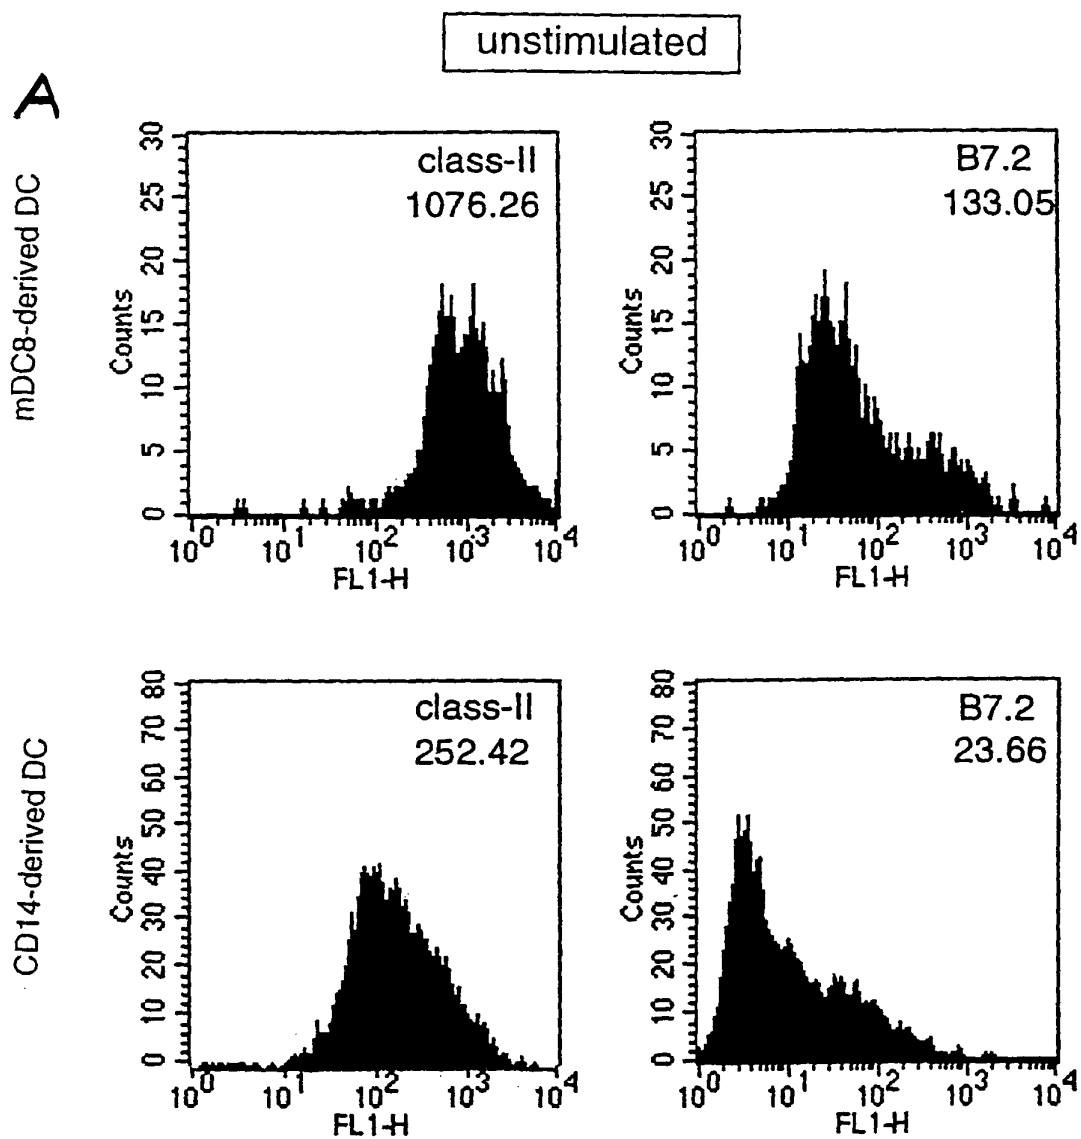 unstimulated
A
mDC8-derived DC
class-II
1076.26
Counts
30
25
20
15
10
5
0
10^0 10^1 10^2 10^3 10^4
FL1-H
B7.2
133.05
Counts
30
25
20
15
10
5
0
10^0 10^1 10^2 10^3 10^4
FL1-H
CD14-derived DC
class-II
252.42
Counts
80
70
60
50
40
30
20
10
0
10^0 10^1 10^2 10^3 10^4
FL1-H
B7.2
23.66
Counts
80
70
60
50
40
30
20
10
0
10^0 10^1 10^2 10^3 10^4
FL1-H